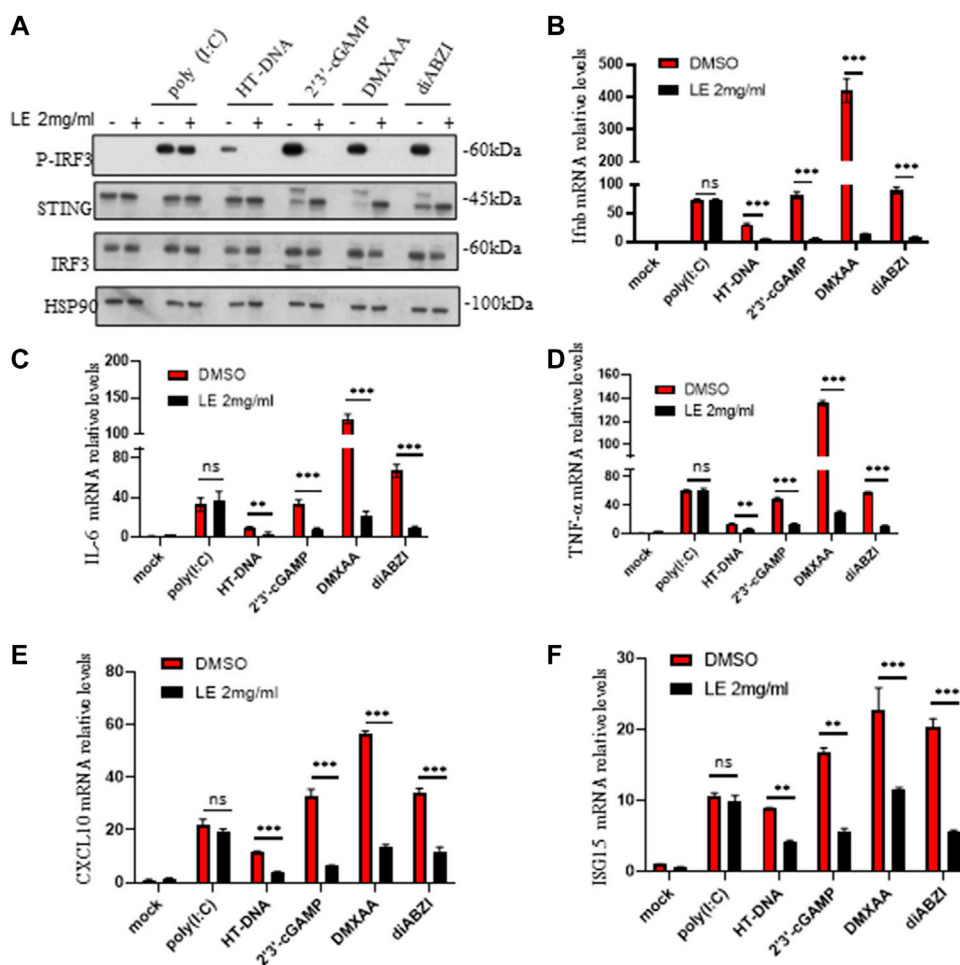 A
poly (I:C)
HT-DNA
2'3'-cGAMP
DMXAA
diABZI
LE 2mg/ml - + - + - + - + - + - +
P-IRF3 -60kDa
STING -45kDa
IRF3 -60kDa
HSP90 -100kDa
B
Ifnb mRNA relative levels
500
400
300
200
100
100
50
0
DMSO
LE 2mg/ml
ns
***
***
***
***
mock
poly(I:C)
HT-DNA
2'3'-cGAMP
DMXAA
diABZI
C
IL-6 mRNA relative levels
200
150
100
80
40
0
DMSO
LE 2mg/ml
ns
**
***
***
***
mock
poly(I:C)
HT-DNA
2'3'-cGAMP
DMXAA
diABZI
D
TNF-α mRNA relative levels
160
140
120
100
80
60
40
20
0
DMSO
LE 2mg/ml
ns
**
***
***
***
mock
poly(I:C)
HT-DNA
2'3'-cGAMP
DMXAA
diABZI
E
CXCL10 mRNA relative levels
80
60
40
20
0
DMSO
LE 2mg/ml
ns
***
***
***
***
mock
poly(I:C)
HT-DNA
2'3'-cGAMP
DMXAA
diABZI
F
ISG15 mRNA relative levels
30
20
10
0
DMSO
LE 2mg/ml
ns
**
**
***
***
mock
poly(I:C)
HT-DNA
2'3'-cGAMP
DMXAA
diABZI